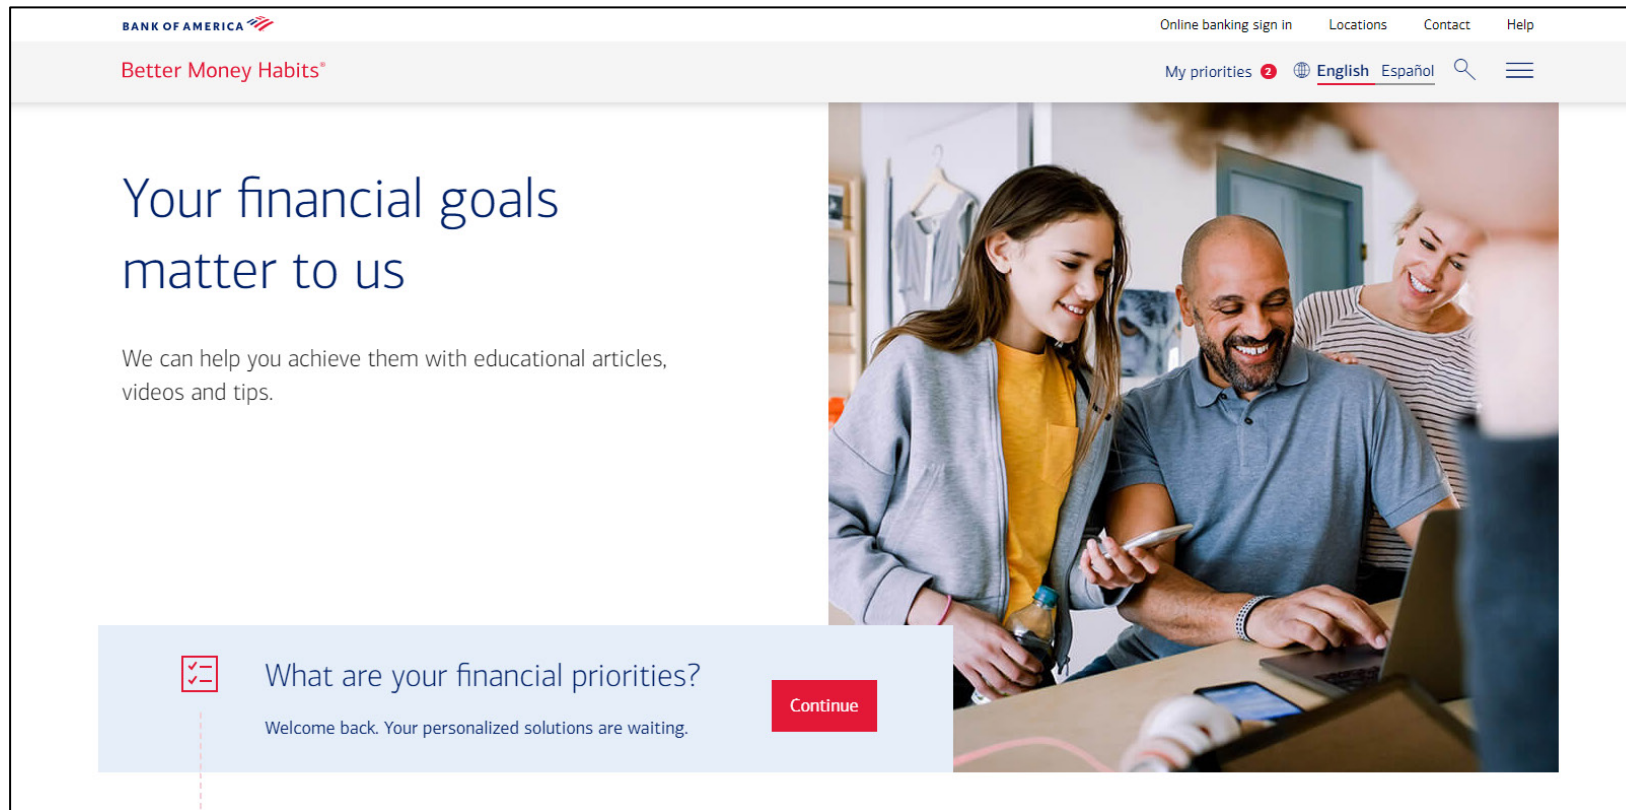 BANK OF AMERICA
Online banking sign in Locations Contact Help
Better Money Habits®
My priorities 2 English Español
Your financial goals
matter to us
We can help you achieve them with educational articles,
videos and tips.
What are your financial priorities?
Welcome back. Your personalized solutions are waiting.
Continue